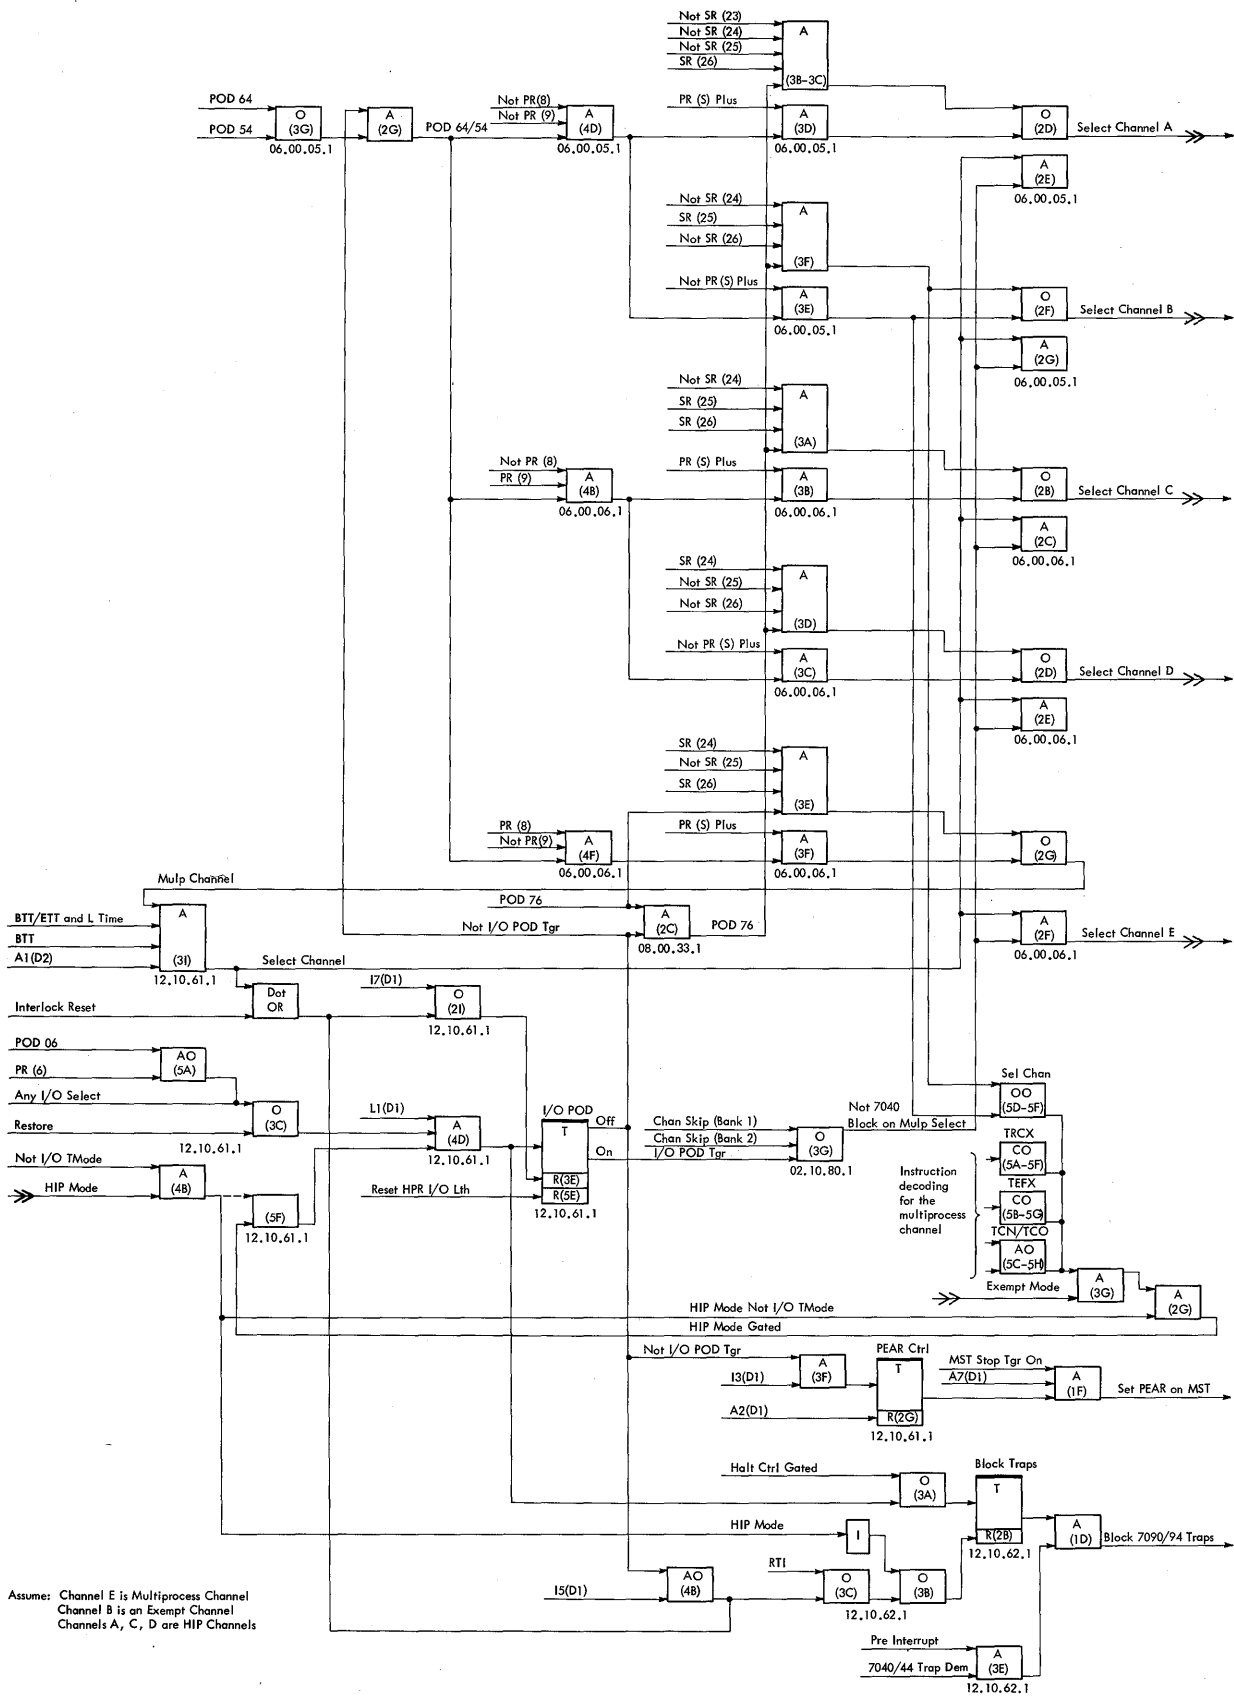 Not SR (23)
Not SR (24)
Not SR (25)
SR (26)
A
(3B-3C)
POD 64
POD 54
O
(3G)
06.00.05.1
A
(2G)
POD 64/54
Not PR(8)
Not PR (9)
A
(4D)
06.00.05.1
PR (S) Plus
A
(3D)
06.00.05.1
O
(2D)
Select Channel A
A
(2E)
06.00.05.1
Not SR (24)
SR (25)
Not SR (26)
A
(3F)
Not PR (S) Plus
A
(3E)
06.00.05.1
O
(2F)
Select Channel B
A
(2G)
06.00.05.1
Not SR (24)
SR (25)
SR (26)
A
(3A)
Not PR (8)
PR (9)
A
(4B)
06.00.06.1
PR (S) Plus
A
(3B)
06.00.06.1
O
(2B)
Select Channel C
A
(2C)
06.00.06.1
SR (24)
Not SR (25)
Not SR (26)
A
(3D)
Not PR (S) Plus
A
(3C)
06.00.06.1
O
(2D)
Select Channel D
A
(2E)
06.00.06.1
SR (24)
Not SR (25)
SR (26)
A
(3E)
PR (8)
Not PR(9)
A
(4F)
06.00.06.1
PR (S) Plus
A
(3F)
06.00.06.1
O
(2G)
Mulp Channel
BTT/ETT and L Time
BTT
A1(D2)
A
(3I)
12.10.61.1
POD 76
Not I/O POD Tgr
A
(2C)
08.00.33.1
POD 76
A
(2F)
06.00.06.1
Select Channel E
Select Channel
Dot
OR
Interlock Reset
I7(D1)
O
(2I)
12.10.61.1
POD 06
PR (6)
AO
(5A)
Any I/O Select
Restore
O
(3C)
12.10.61.1
L1(D1)
A
(4D)
12.10.61.1
I/O POD
T
Off
On
R(3E)
R(5E)
12.10.61.1
Reset HPR I/O Lth
Chan Skip (Bank 1)
Chan Skip (Bank 2)
I/O POD Tgr
O
(3G)
02.10.80.1
Not 7040
Block on Mulp Select
Sel Chan
OO
(5D-5F)
TRCX
CO
(5A-5F)
TEFX
CO
(5B-5G)
TCN/TCO
AO
(5C-5H)
Instruction
decoding
for the
multiprocess
channel
Exempt Mode
A
(3G)
A
(2G)
Not I/O TMode
HIP Mode
A
(4B)
(5F)
12.10.61.1
HIP Mode Not I/O TMode
HIP Mode Gated
Not I/O POD Tgr
I3(D1)
A
(3F)
PEAR Ctrl
T
A2(D1)
R(2G)
12.10.61.1
MST Stop Tgr On
A7(D1)
A
(1F)
Set PEAR on MST
Halt Ctrl Gated
O
(3A)
Block Traps
T
R(2B)
12.10.62.1
A
(1D)
Block 7090/94 Traps
HIP Mode
I
RTI
I5(D1)
AO
(4B)
O
(3C)
O
(3B)
12.10.62.1
Pre Interrupt
7040/44 Trap Dem
A
(3E)
12.10.62.1
Assume: Channel E is Multiprocess Channel
Channel B is an Exempt Channel
Channels A, C, D are HIP Channels